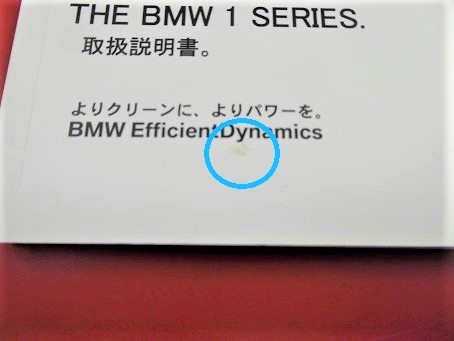 THE BMW 1 SERIES.
取扱説明書。
よりクリーンに、よりパワーを。
BMW EfficientDynamics